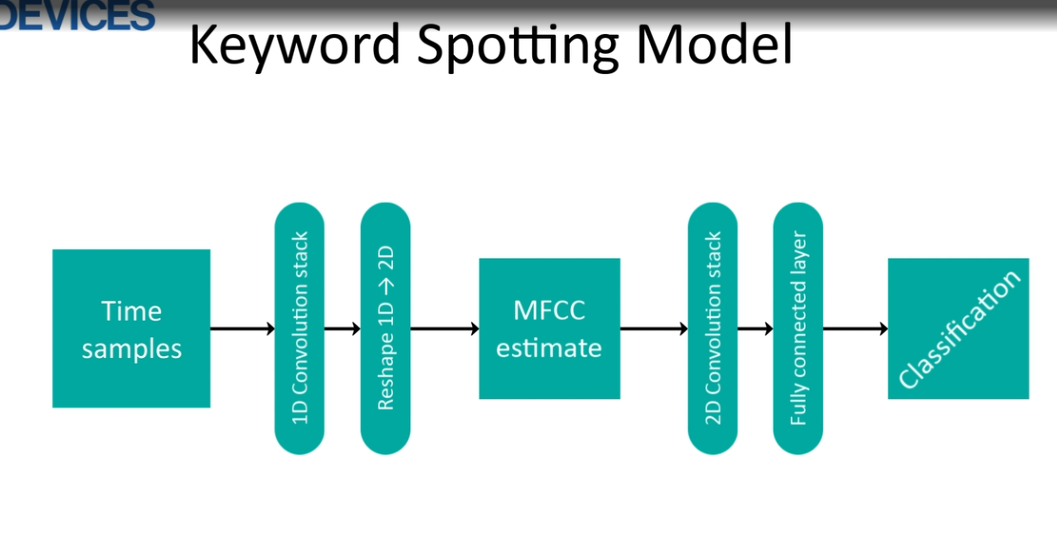 DEVICES
Keyword Spotting Model
Time
samples
1D Convolution stack
Reshape 1D → 2D
MFCC
estimate
2D Convolution stack
Fully connected layer
Classification